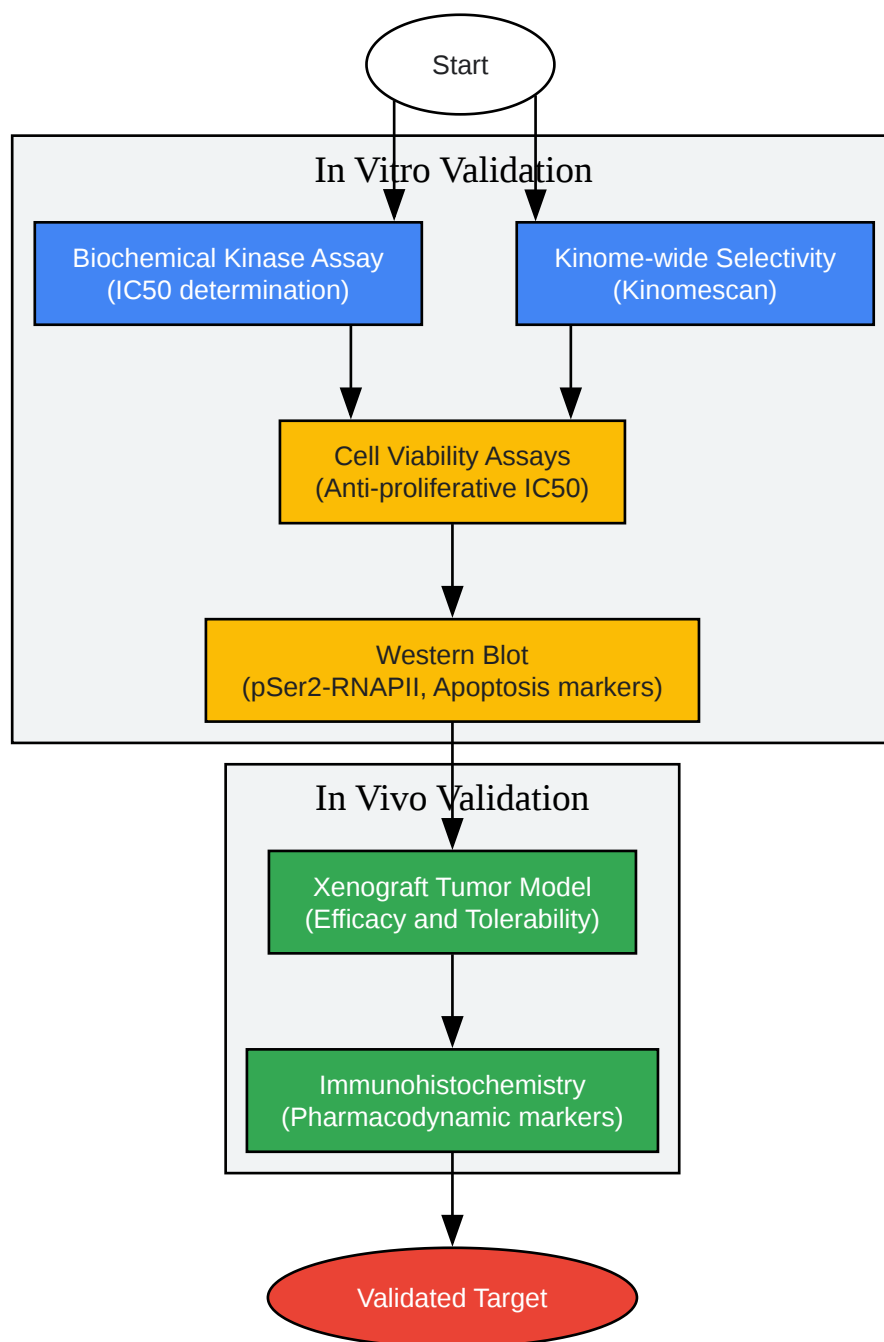 Start
In Vitro Validation
Biochemical Kinase Assay
(IC50 determination)
Kinome-wide Selectivity
(Kinomescan)
Cell Viability Assays
(Anti-proliferative IC50)
Western Blot
(pSer2-RNAPII, Apoptosis markers)
In Vivo Validation
Xenograft Tumor Model
(Efficacy and Tolerability)
Immunohistochemistry
(Pharmacodynamic markers)
Validated Target